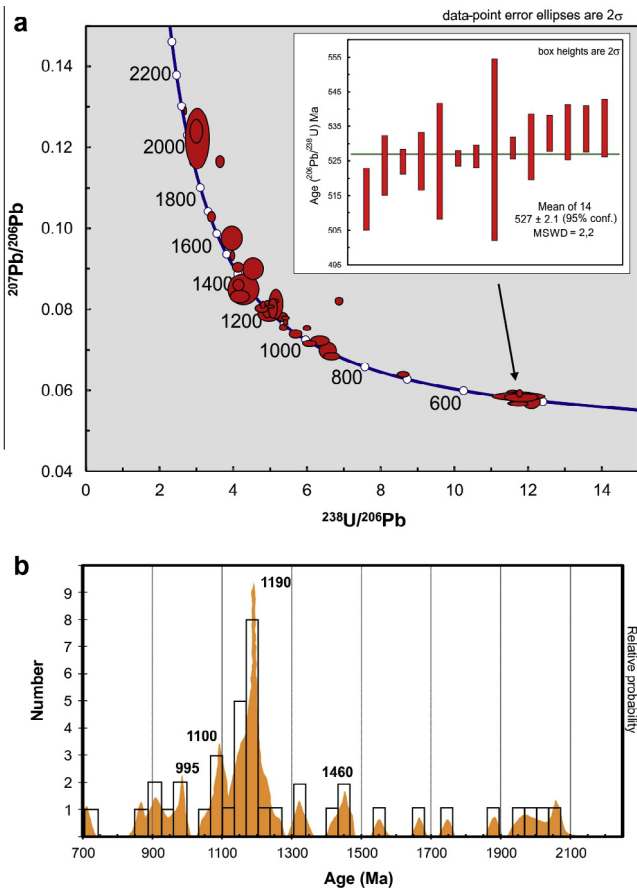 a
data-point error ellipses are 2σ
207Pb/206Pb
0.14
0.12
0.10
0.08
0.06
0.04
2200
2000
1800
1600
1400
1200
1000
800
600
0 2 4 6 8 10 12 14
238U/206Pb
box heights are 2σ
Age (206Pb/238 U) Ma
555
545
535
525
515
505
495
Mean of 14
527 ± 2.1 (95% conf.)
MSWD = 2,2
b
Number
9
8
7
6
5
4
3
2
1
995
1100
1190
1460
Relative probability
700 900 1100 1300 1500 1700 1900 2100
Age (Ma)